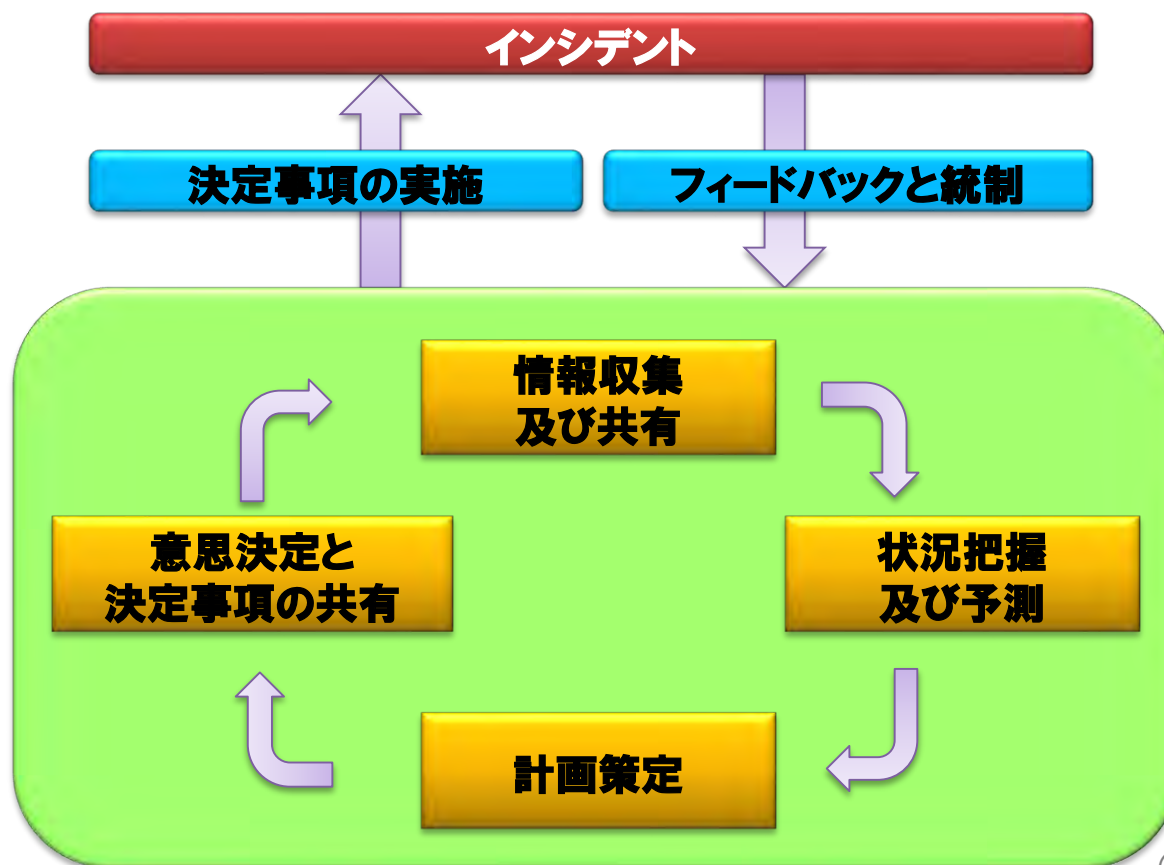 インシデント
決定事項の実施
フィードバックと統制
情報収集
及び共有
意思決定と
決定事項の共有
状況把握
及び予測
計画策定